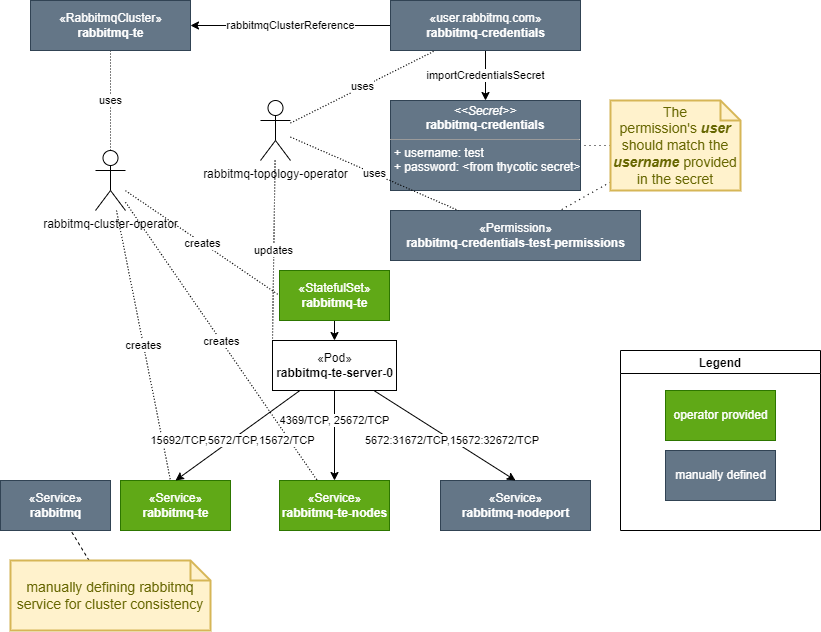 «RabbitmqCluster»
rabbitmq-te
rabbitmqClusterReference
«user.rabbitmq.com»
rabbitmq-credentials
importCredentialsSecret
uses
uses
<<Secret>>
rabbitmq-credentials
+ username: test
+ password: <from thycotic secret>
The
permission's user
should match the
username provided
in the secret
rabbitmq-topology-operator
uses
rabbitmq-cluster-operator
«Permission»
rabbitmq-credentials-test-permissions
creates
updates
«StatefulSet»
rabbitmq-te
creates
creates
«Pod»
rabbitmq-te-server-0
Legend
operator provided
manually defined
4369/TCP, 25672/TCP
15692/TCP,5672/TCP,15672/TCP
5672:31672/TCP,15672:32672/TCP
«Service»
rabbitmq
«Service»
rabbitmq-te
«Service»
rabbitmq-te-nodes
«Service»
rabbitmq-nodeport
manually defining rabbitmq
service for cluster consistency